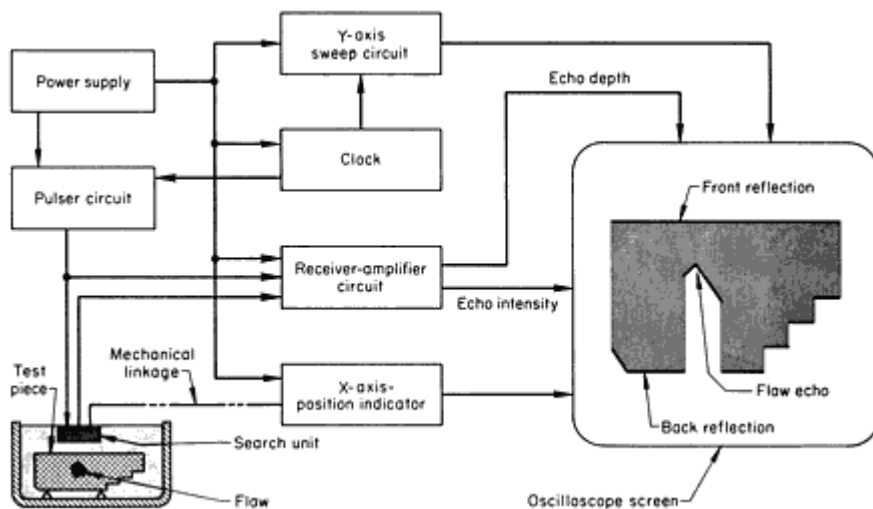 Y-axis
sweep circuit
Power supply
Echo depth
Clock
Pulser circuit
Front reflection
Receiver-amplifier
circuit
Echo intensity
Mechanical
linkage
Test
piece
X-axis-
position indicator
Flaw echo
Back reflection
Search unit
Flaw
Oscilloscope screen